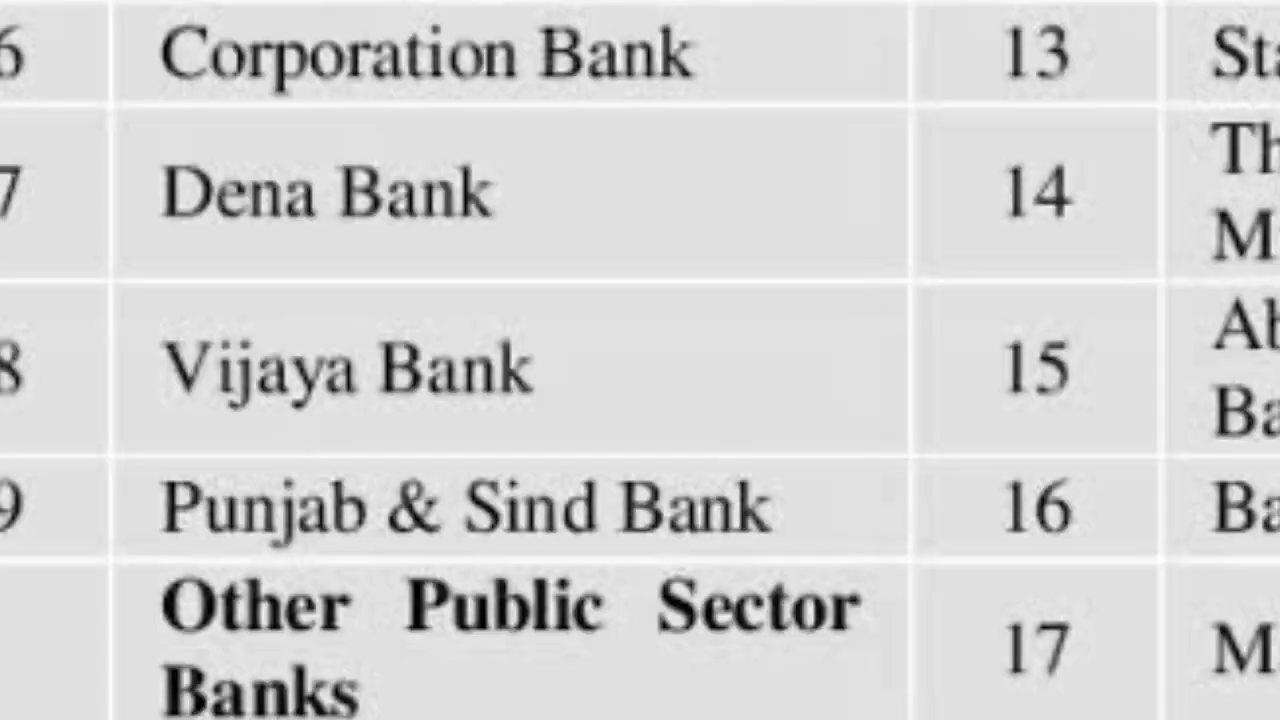 6 Corporation Bank 13 Sta
7 Dena Bank 14 Th
M
8 Vijaya Bank 15 Ab
Ba
9 Punjab & Sind Bank 16 Ba
Other Public Sector
Banks 17 M